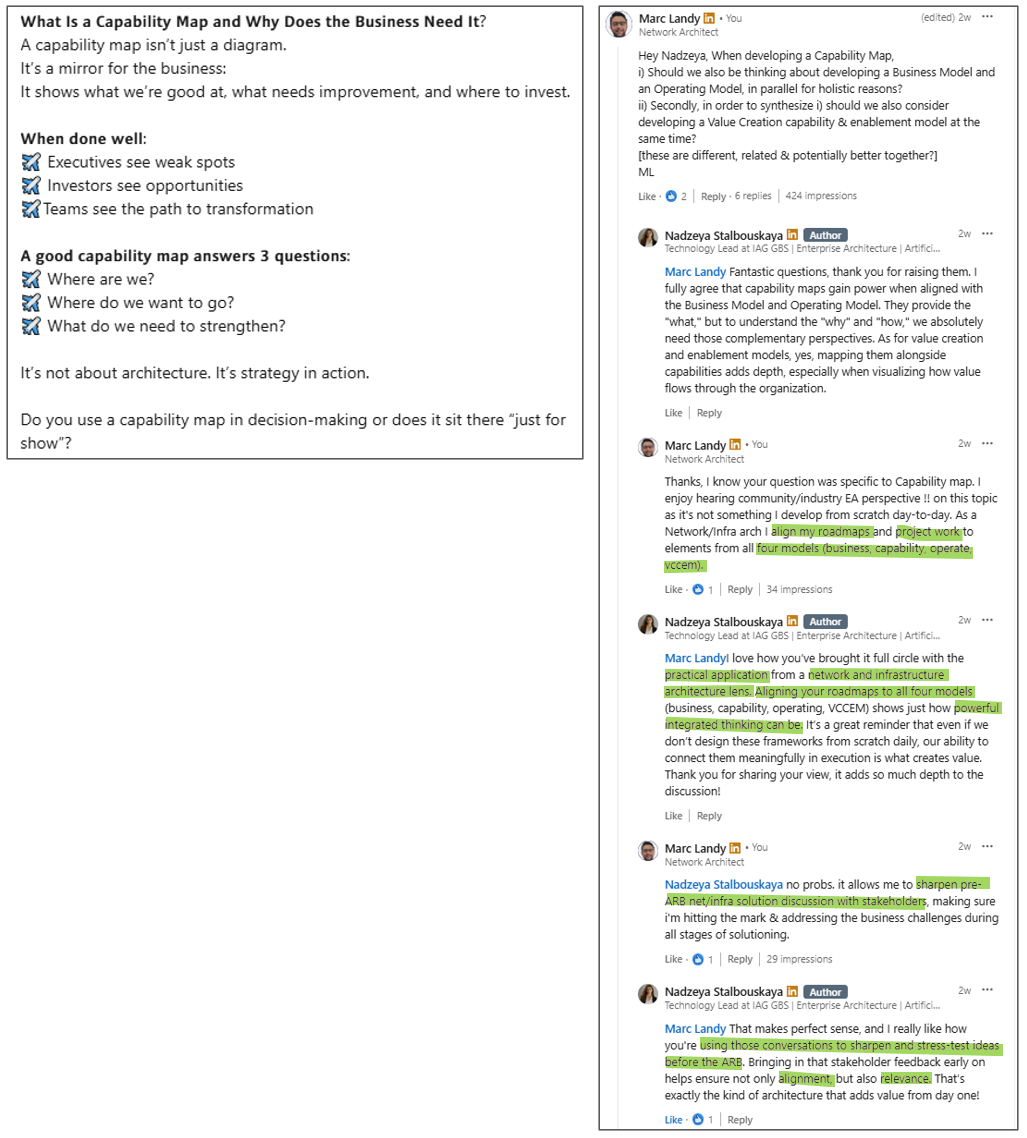 What Is a Capability Map and Why Does the Business Need It?
A capability map isn't just a diagram.
It's a mirror for the business:
It shows what we're good at, what needs improvement, and where to invest.
When done well:
Executives see weak spots
Investors see opportunities
Teams see the path to transformation
A good capability map answers 3 questions:
Where are we?
Where do we want to go?
What do we need to strengthen?
It's not about architecture. It's strategy in action.
Do you use a capability map in decision-making or does it sit there “just for
show”?
Marc Landy in • You (edited) 2w ···
Network Architect
Hey Nadzeya, When developing a Capability Map,
i) Should we also be thinking about developing a Business Model and
an Operating Model, in parallel for holistic reasons?
ii) Secondly, in order to synthesize i) should we also consider
developing a Value Creation capability & enablement model at the
same time?
[these are different, related & potentially better together?]
ML
Like · 2 | Reply · 6 replies | 424 impressions
Nadzeya Stalbouskaya in Author 2w ···
Technology Lead at IAG GBS | Enterprise Architecture | Artifici...
Marc Landy Fantastic questions, thank you for raising them. I
fully agree that capability maps gain power when aligned with
the Business Model and Operating Model. They provide the
"what," but to understand the "why" and "how," we absolutely
need those complementary perspectives. As for value creation
and enablement models, yes, mapping them alongside
capabilities adds depth, especially when visualizing how value
flows through the organization.
Like | Reply
Marc Landy in • You 2w ···
Network Architect
Thanks, I know your question was specific to Capability map. I
enjoy hearing community/industry EA perspective !! on this topic
as it's not something I develop from scratch day-to-day. As a
Network/Infra arch I align my roadmaps and project work to
elements from all four models (business, capability, operate,
vccem).
Like · 1 | Reply | 34 impressions
Nadzeya Stalbouskaya in Author 2w ···
Technology Lead at IAG GBS | Enterprise Architecture | Artifici...
Marc Landy I love how you've brought it full circle with the
practical application from a network and infrastructure
architecture lens. Aligning your roadmaps to all four models
(business, capability, operating, VCCEM) shows just how powerful
integrated thinking can be. It's a great reminder that even if we
don't design these frameworks from scratch daily, our ability to
connect them meaningfully in execution is what creates value.
Thank you for sharing your view, it adds so much depth to the
discussion!
Like | Reply
Marc Landy in • You 2w ···
Network Architect
Nadzeya Stalbouskaya no probs. it allows me to sharpen pre-
ARB net/infra solution discussion with stakeholders, making sure
i'm hitting the mark & addressing the business challenges during
all stages of solutioning.
Like · 1 | Reply | 29 impressions
Nadzeya Stalbouskaya in Author 2w ···
Technology Lead at IAG GBS | Enterprise Architecture | Artifici...
Marc Landy That makes perfect sense, and I really like how
you're using those conversations to sharpen and stress-test ideas
before the ARB. Bringing in that stakeholder feedback early on
helps ensure not only alignment, but also relevance. That's
exactly the kind of architecture that adds value from day one!
Like · 1 | Reply